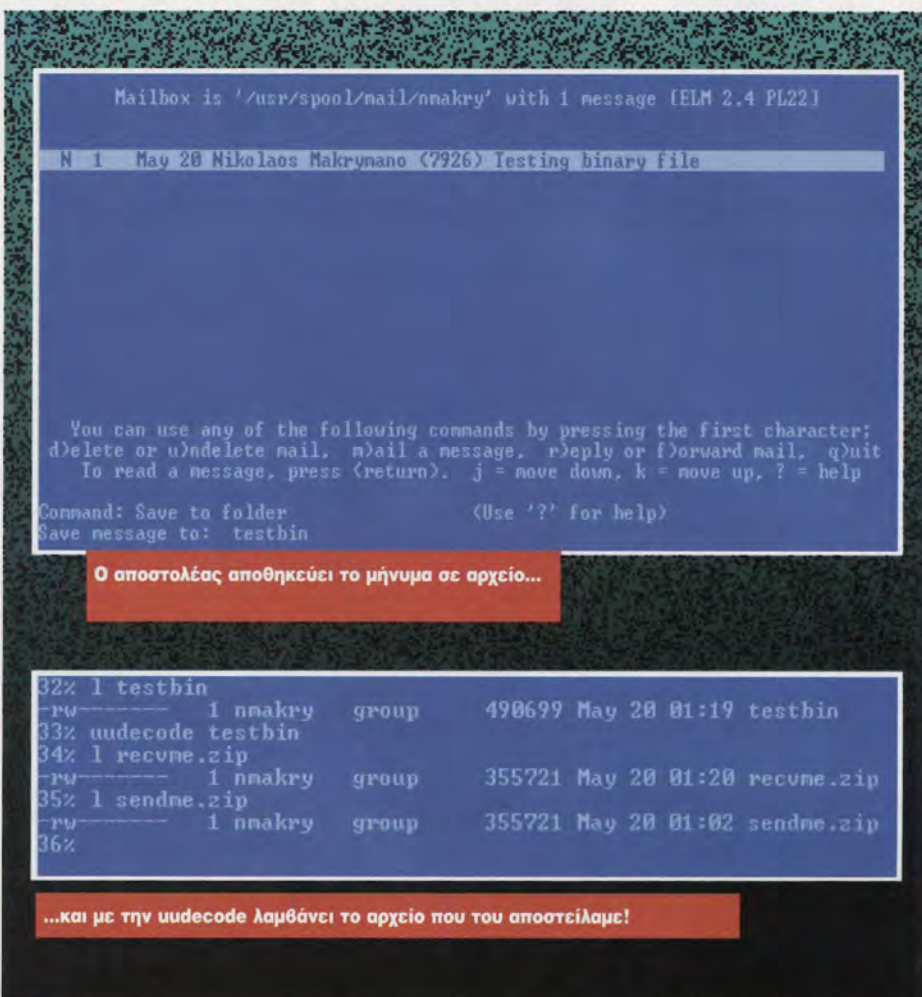 Mailbox is '/usr/spool/mail/nmakry' with 1 message [ELM 2.4 PL22]
N 1 May 20 Nikolaos Makrymano (7926) Testing binary file
You can use any of the following commands by pressing the first character;
d)elete or u)ndelete mail, m)ail a message, r)eply or f)orward mail, q)uit
To read a message, press <return>. j = move down, k = move up, ? = help
Command: Save to folder (Use '?' for help)
Save message to: testbin
Ο αποστολέας αποθηκεύει το μήνυμα σε αρχείο...
32% l testbin
-rw------- 1 nmakry group 490699 May 20 01:19 testbin
33% uudecode testbin
34% l recvme.zip
-rw------- 1 nmakry group 355721 May 20 01:20 recvme.zip
35% l sendme.zip
-rw------- 1 nmakry group 355721 May 20 01:02 sendme.zip
36%
...και με την uudecode λαμβάνει το αρχείο που του αποστείλαμε!